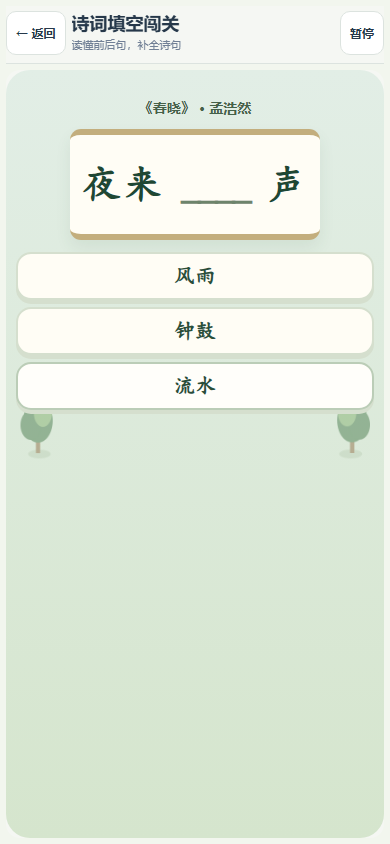 ← 返回
诗词填空闯关
读懂前后句，补全诗句
暂停
《春晓》 • 孟浩然
夜来 ____ 声
风雨
钟鼓
流水